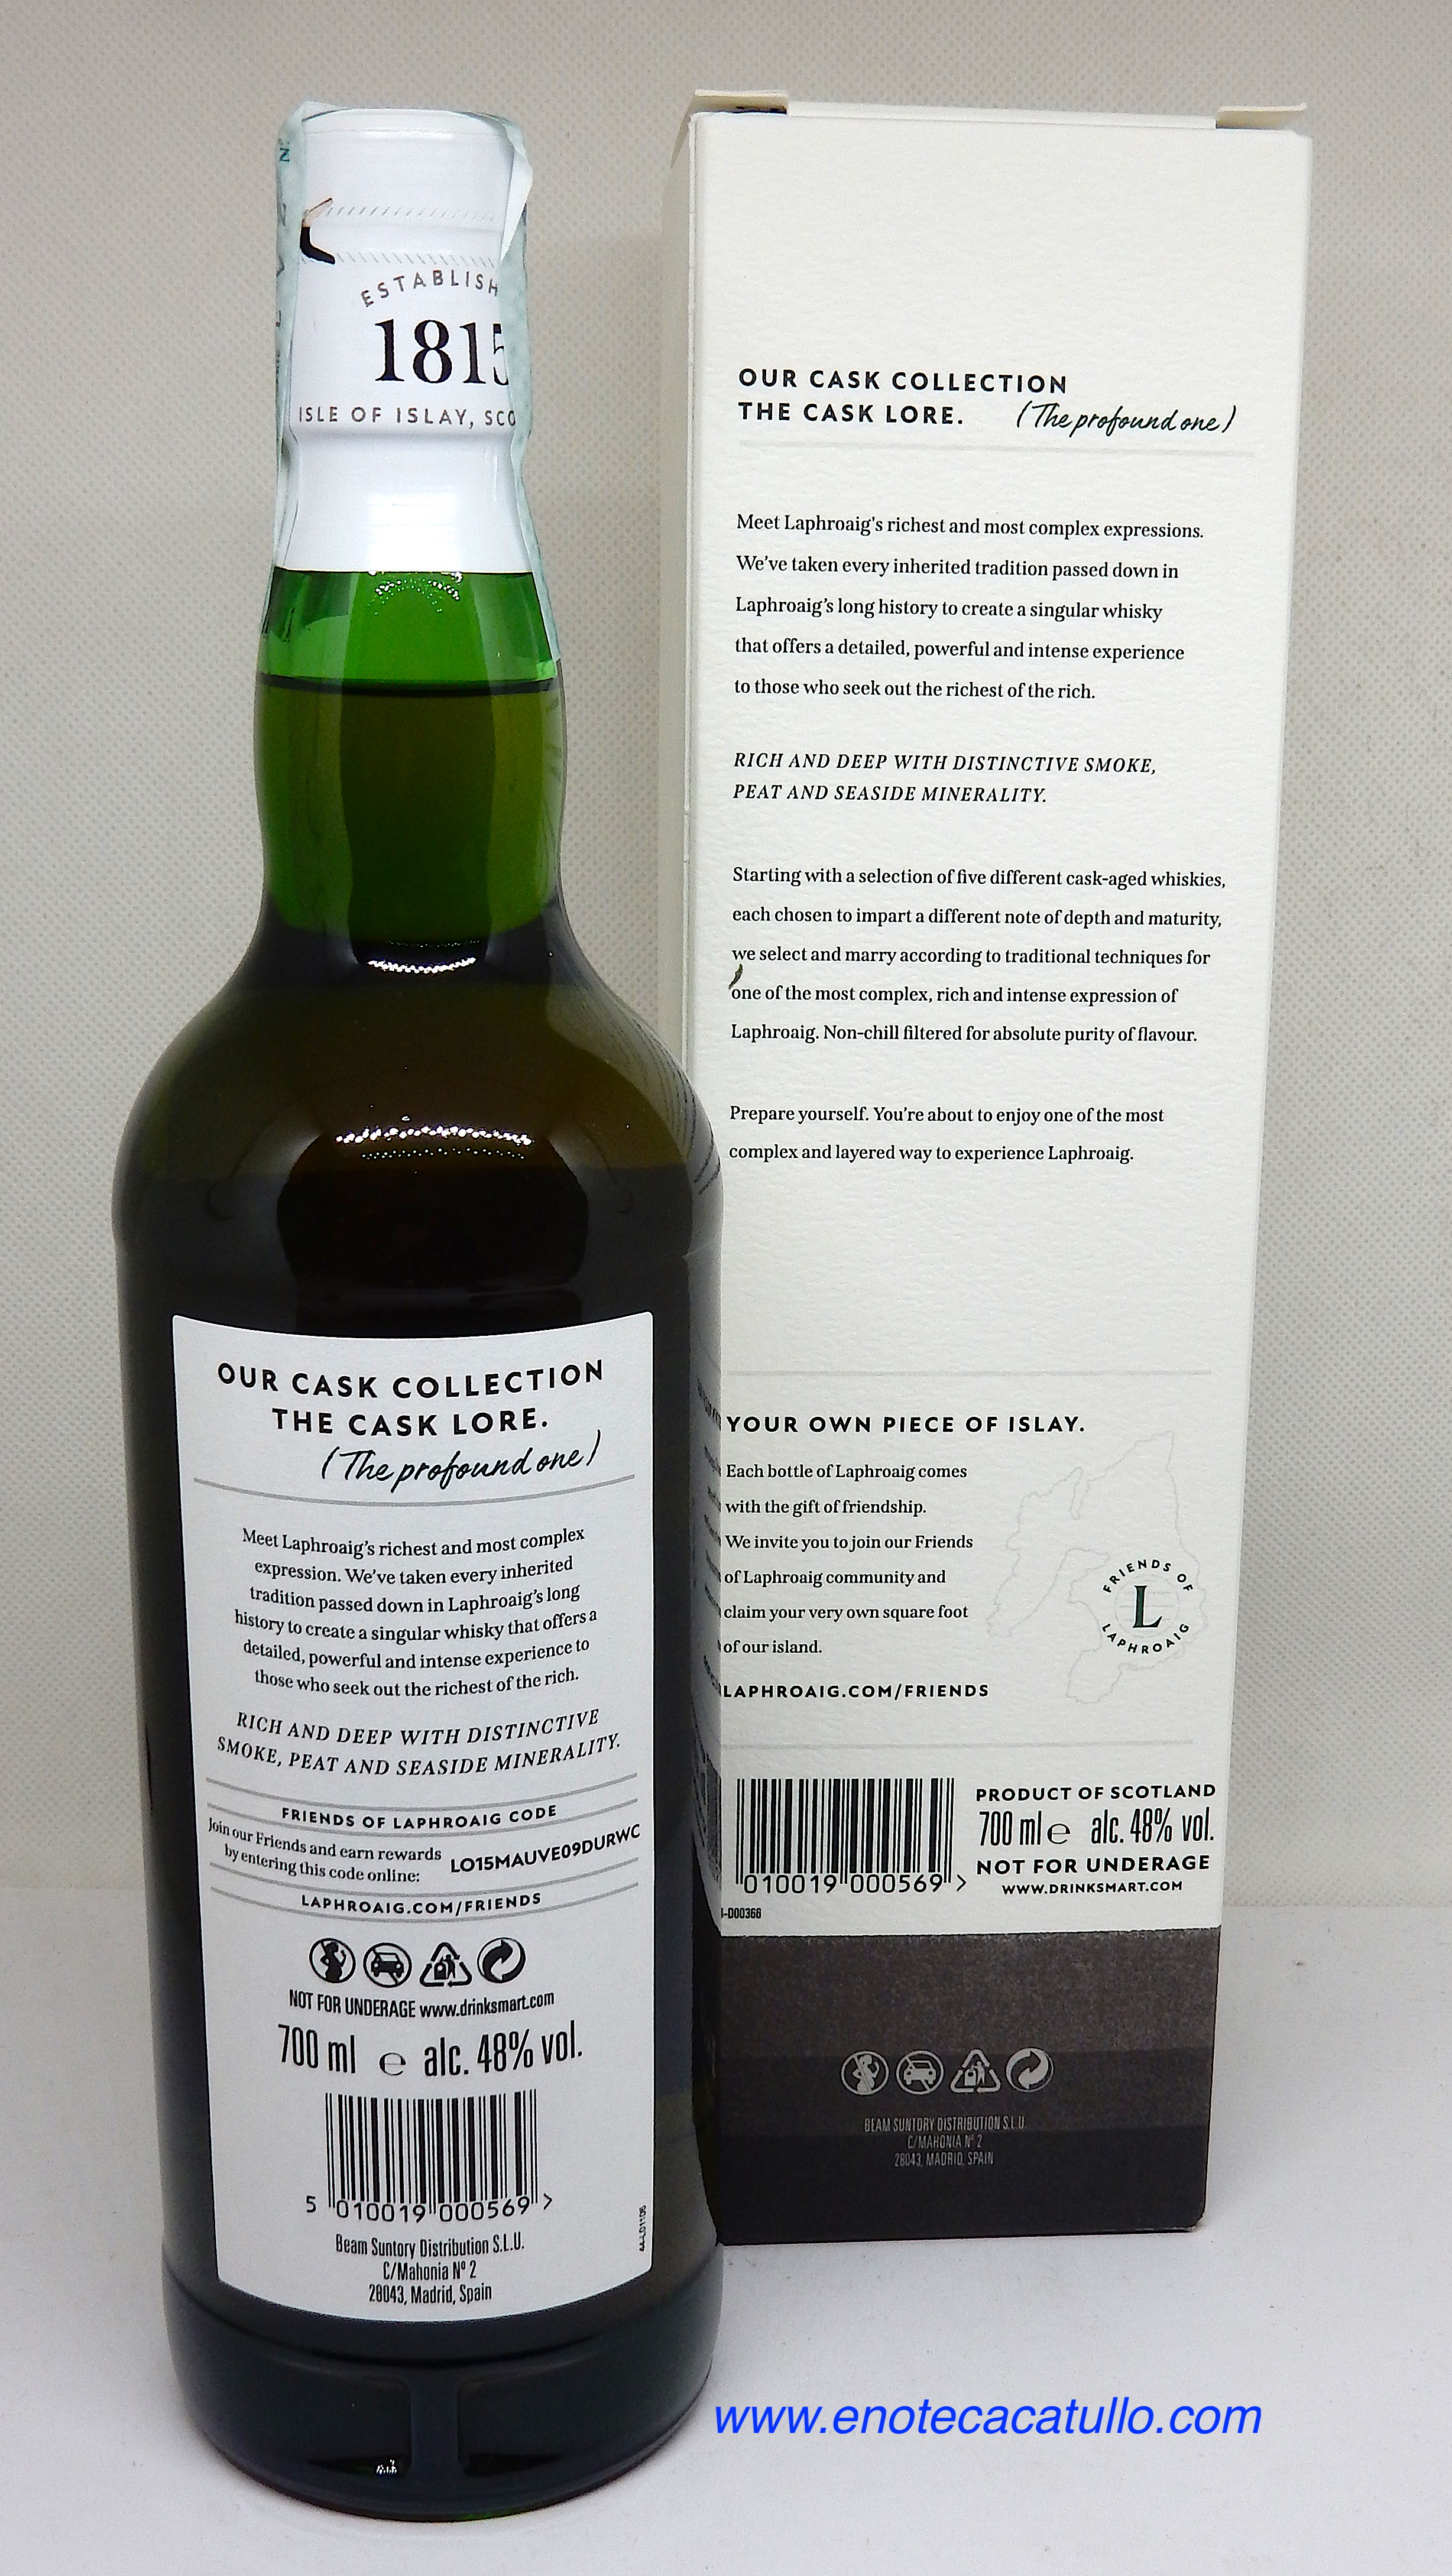 ESTABLISH
1815
ISLE OF ISLAY, SCO
OUR CASK COLLECTION
THE CASK LORE.
(The profound one)
Meet Laphroaig's richest and most complex
expression. We've taken every inherited
tradition passed down in Laphroaig's long
history to create a singular whisky that offers a
detailed, powerful and intense experience to
those who seek out the richest of the rich.
RICH AND DEEP WITH DISTINCTIVE
SMOKE, PEAT AND SEASIDE MINERALITY.
FRIENDS OF LAPHROAIG CODE
Join our Friends and earn rewards
by entering this code online:
LO15MAUVE09DURWC
LAPHROAIG.COM/FRIENDS
NOT FOR UNDERAGE www.drinksmart.com
700 ml e alc. 48% vol.
5 010019 000569 >
Beam Suntory Distribution S.L.U.
C/Mahonia Nº 2
28043, Madrid, Spain
OUR CASK COLLECTION
THE CASK LORE. (The profound one)
Meet Laphroaig's richest and most complex expressions.
We've taken every inherited tradition passed down in
Laphroaig's long history to create a singular whisky
that offers a detailed, powerful and intense experience
to those who seek out the richest of the rich.
RICH AND DEEP WITH DISTINCTIVE SMOKE,
PEAT AND SEASIDE MINERALITY.
Starting with a selection of five different cask-aged whiskies,
each chosen to impart a different note of depth and maturity,
we select and marry according to traditional techniques for
one of the most complex, rich and intense expression of
Laphroaig. Non-chill filtered for absolute purity of flavour.
Prepare yourself. You're about to enjoy one of the most
complex and layered way to experience Laphroaig.
YOUR OWN PIECE OF ISLAY.
Each bottle of Laphroaig comes
with the gift of friendship.
We invite you to join our Friends
of Laphroaig community and
claim your very own square foot
of our island.
LAPHROAIG.COM/FRIENDS
FRIENDS OF
L
LAPHROAIG
010019 000569 >
PRODUCT OF SCOTLAND
700 ml e alc. 48% vol.
NOT FOR UNDERAGE
WWW.DRINKSMART.COM
-D00366
BEAM SUNTORY DISTRIBUTION S.L.U.
C/MAHONIA Nº 2
28043, MADRID, SPAIN
www.enotecacatullo.com